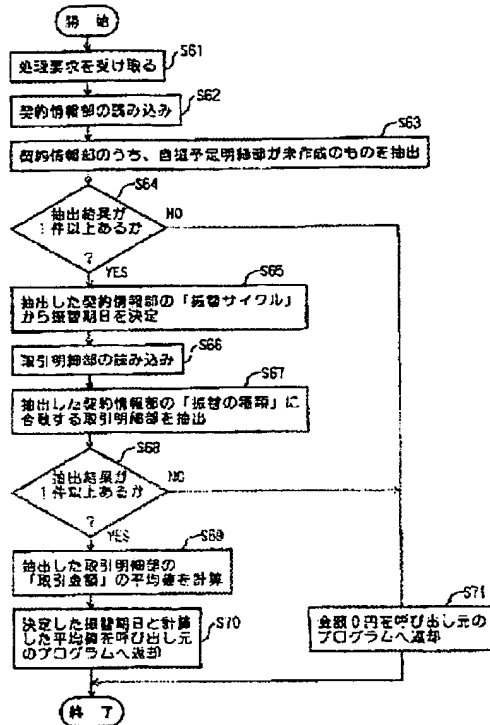 開 始
S61
処理要求を受け取る
S62
契約情報部の読み込み
S63
契約情報部のうち、自振予定明細部が未作成のものを抽出
S64
抽出結果が
1件以上あるか
?
NO
YES
S65
抽出した契約情報部の「振替サイクル」
から振替期日を決定
S66
取引明細部の読み込み
S67
抽出した契約情報部の「振替の種類」に
合致する取引明細部を抽出
S68
抽出結果が
1件以上あるか
?
NO
YES
S69
抽出した取引明細部の
「取引金額」の平均値を計算
S70
決定した振替期日と計算
した平均値を呼び出し元
のプログラムへ返却
S71
金額0円を呼び出し元の
プログラムへ返却
終 了